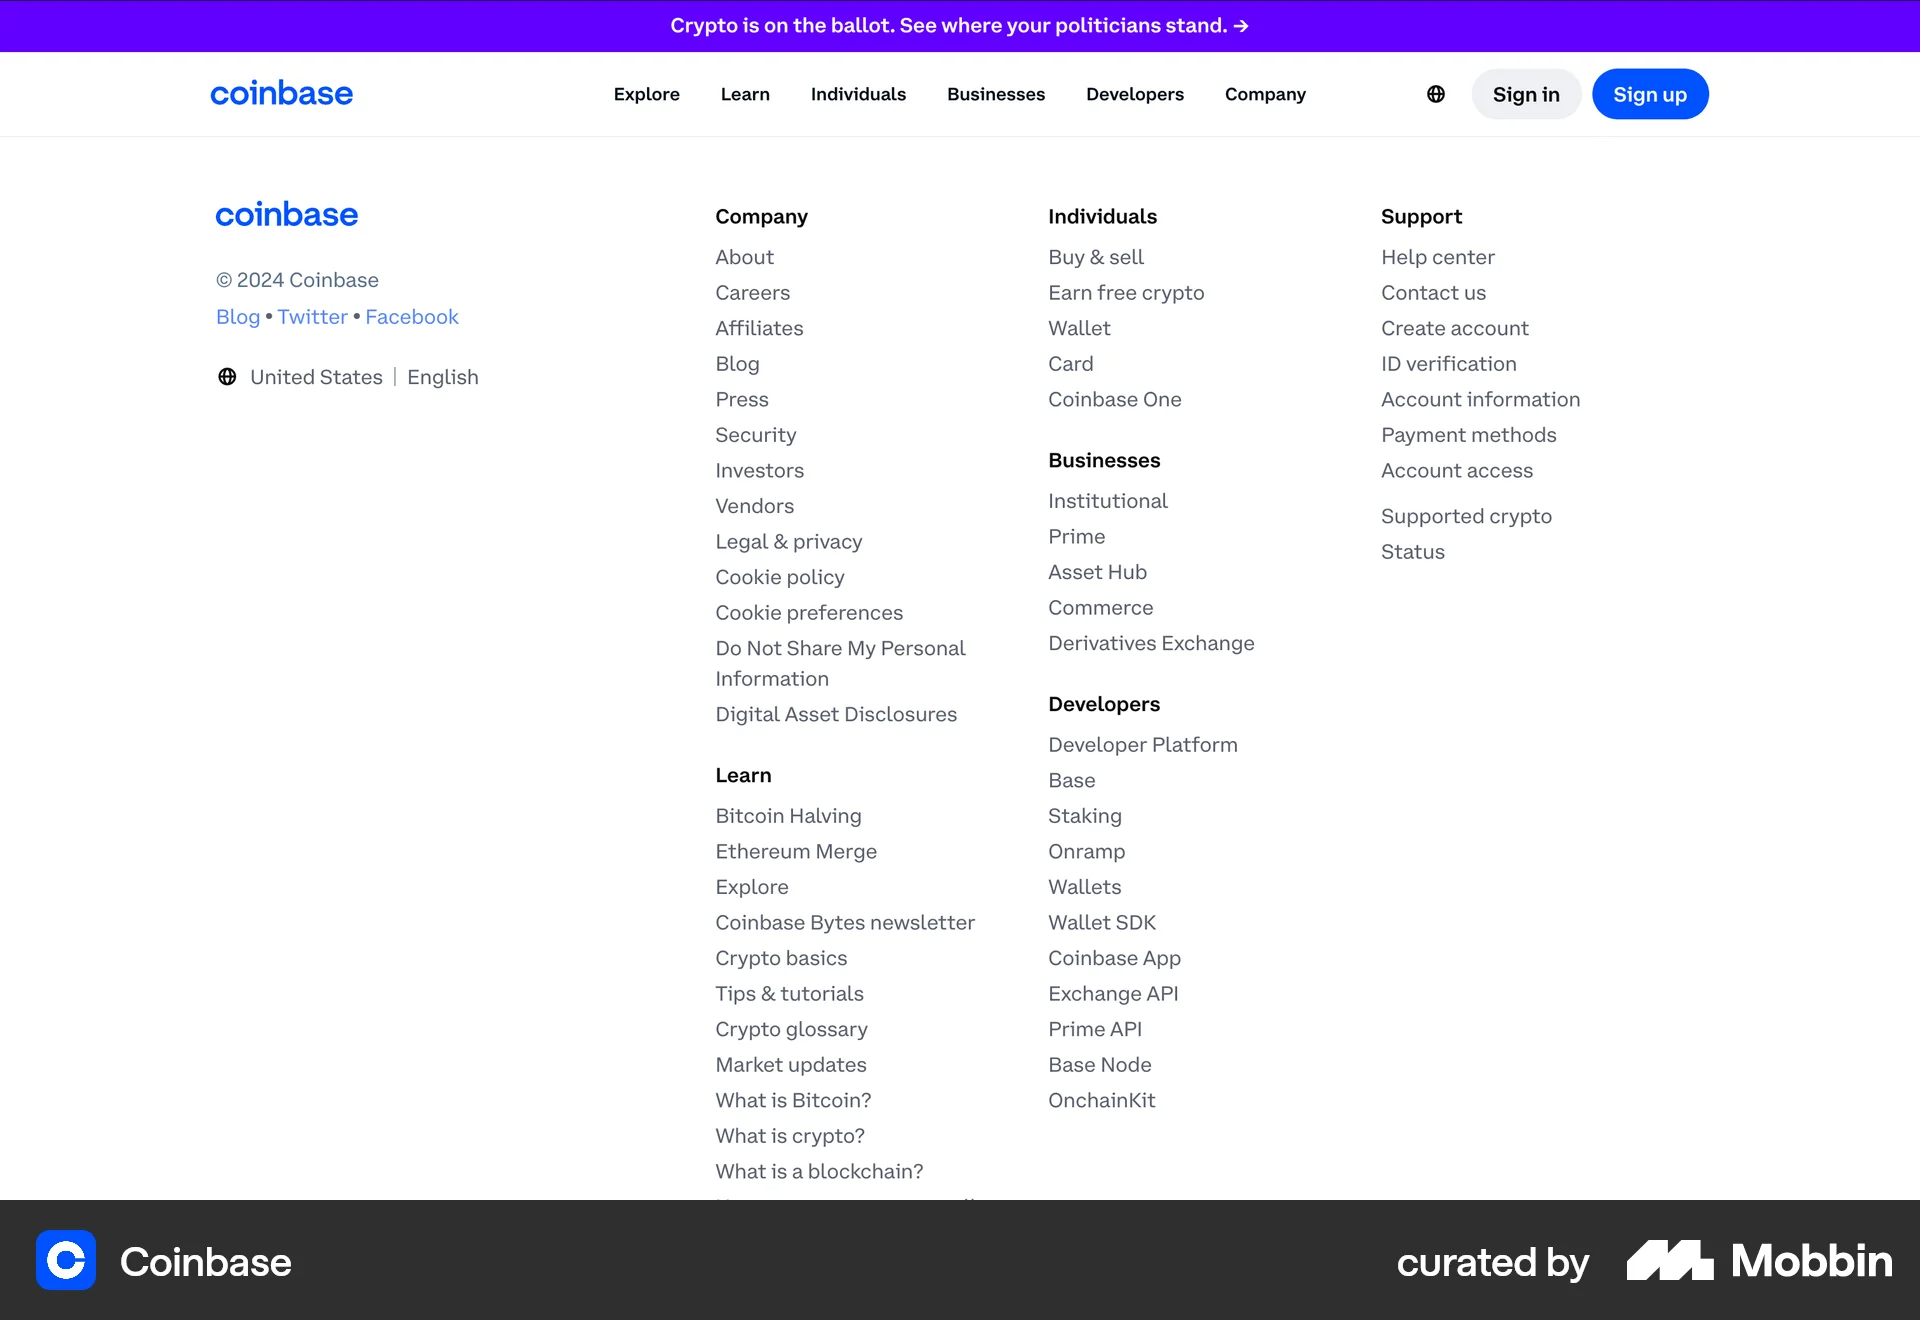 Crypto is on the ballot. See where your politicians stand. →
coinbase
Explore
Learn
Individuals
Businesses
Developers
Company
Sign in
Sign up
coinbase
© 2024 Coinbase
Blog • Twitter • Facebook
United States | English
Company
About
Careers
Affiliates
Blog
Press
Security
Investors
Vendors
Legal & privacy
Cookie policy
Cookie preferences
Do Not Share My Personal
Information
Digital Asset Disclosures
Learn
Bitcoin Halving
Ethereum Merge
Explore
Coinbase Bytes newsletter
Crypto basics
Tips & tutorials
Crypto glossary
Market updates
What is Bitcoin?
What is crypto?
What is a blockchain?
Individuals
Buy & sell
Earn free crypto
Wallet
Card
Coinbase One
Businesses
Institutional
Prime
Asset Hub
Commerce
Derivatives Exchange
Developers
Developer Platform
Base
Staking
Onramp
Wallets
Wallet SDK
Coinbase App
Exchange API
Prime API
Base Node
OnchainKit
Support
Help center
Contact us
Create account
ID verification
Account information
Payment methods
Account access
Supported crypto
Status
Coinbase
curated by
Mobbin